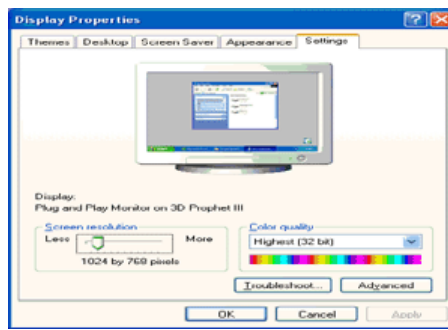 Display Properties
Themes Desktop Screen Saver Appearance Settings
Display:
Plug and Play Monitor on 3D Prophet III
Screen resolution
Less More
1024 by 768 pixels
Color quality
Highest (32 bit)
Troubleshoot... Advanced
OK Cancel Apply